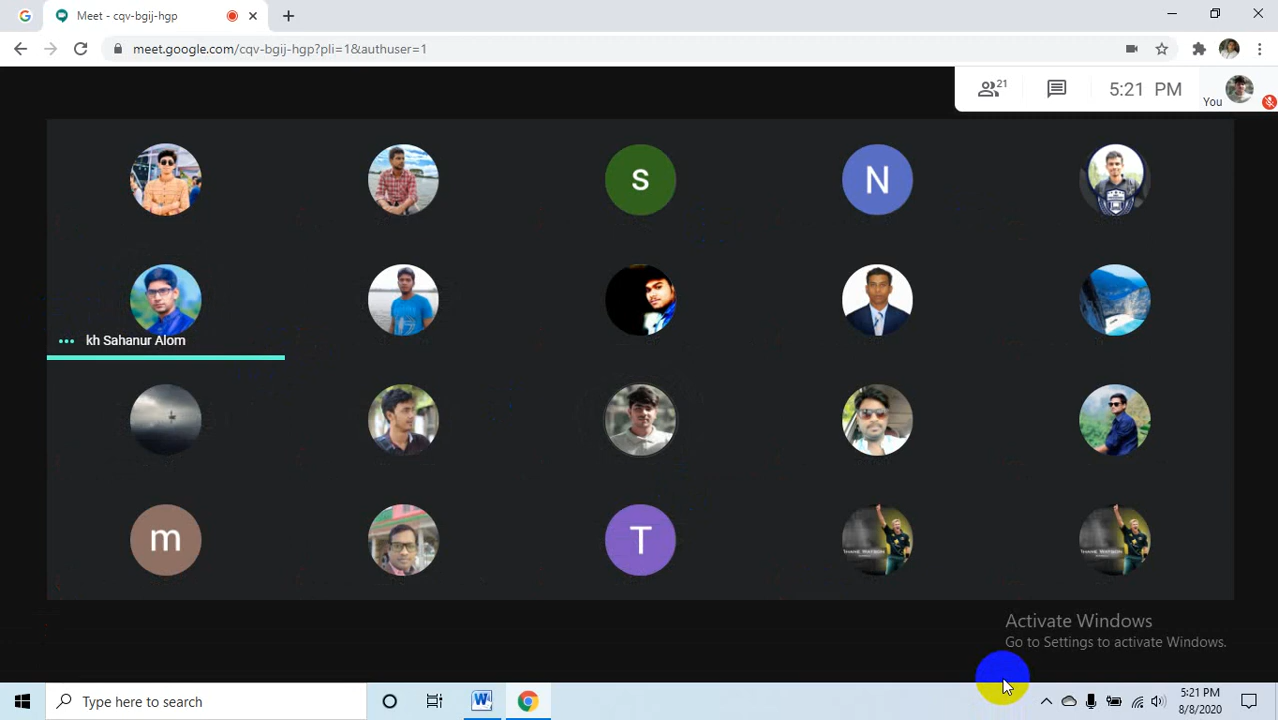 Meet - cqv-bgij-hgp
meet.google.com/cqv-bgij-hgp?pli=1&authuser=1
21
5:21 PM
You
s
N
kh Sahanur Alom
m
T
Activate Windows
Go to Settings to activate Windows.
Type here to search
5:21 PM
8/8/2020